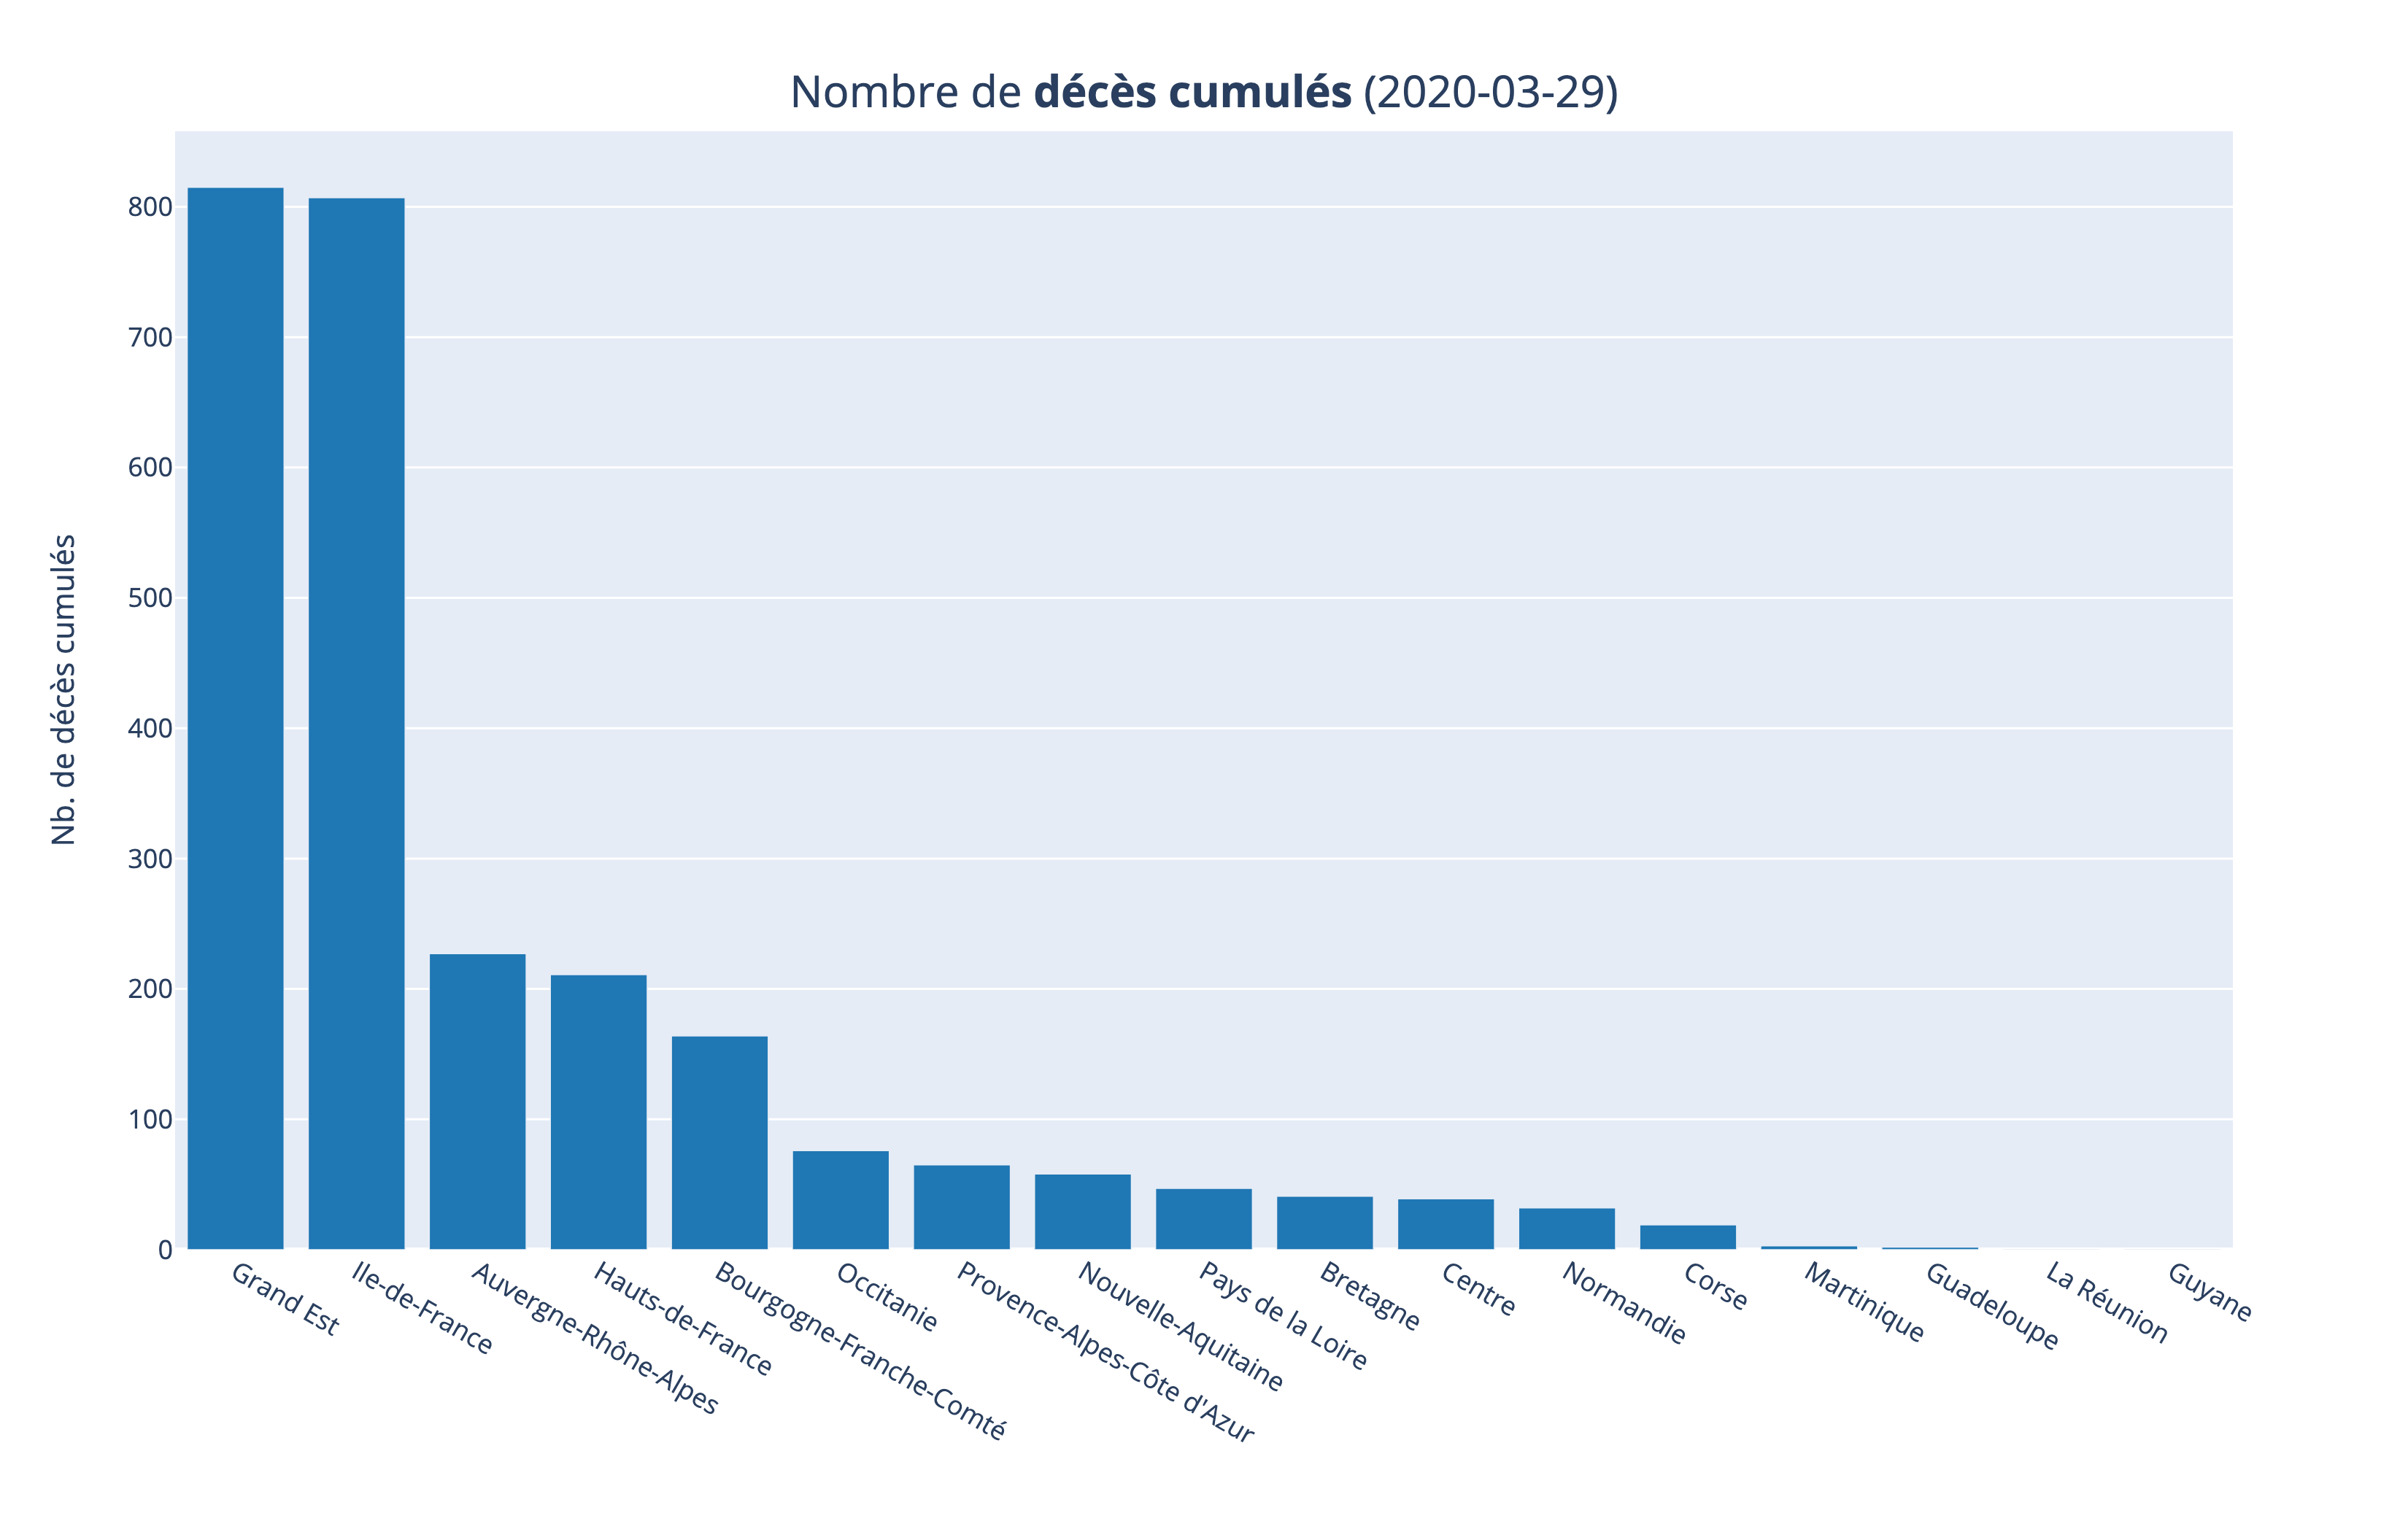 Nombre de décès cumulés (2020-03-29)
Nb. de décès cumulés
800
700
600
500
400
300
200
100
0
Grand Est
Ile-de-France
Auvergne-Rhône-Alpes
Hauts-de-France
Bourgogne-Franche-Comté
Occitanie
Provence-Alpes-Côte d'Azur
Nouvelle-Aquitaine
Pays de la Loire
Bretagne
Centre
Normandie
Corse
Martinique
Guadeloupe
La Réunion
Guyane